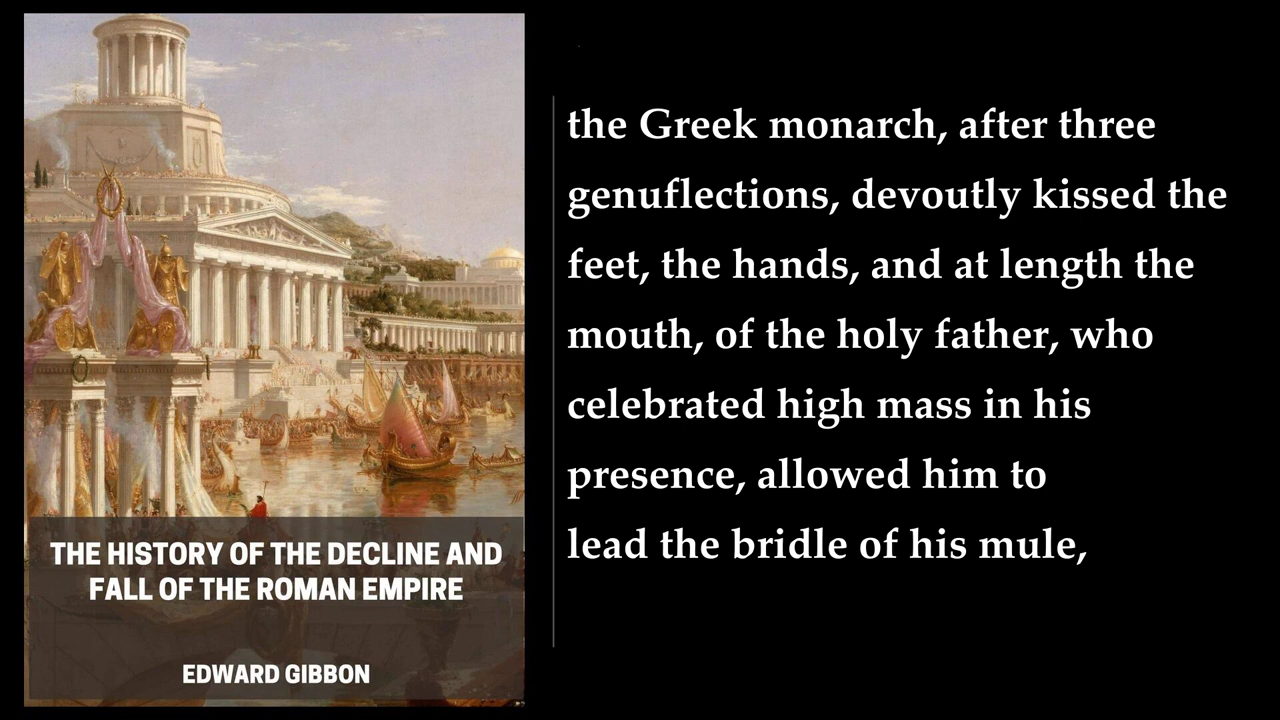 THE HISTORY OF THE DECLINE AND
FALL OF THE ROMAN EMPIRE
EDWARD GIBBON
the Greek monarch, after three
genuflections, devoutly kissed the
feet, the hands, and at length the
mouth, of the holy father, who
celebrated high mass in his
presence, allowed him to
lead the bridle of his mule,